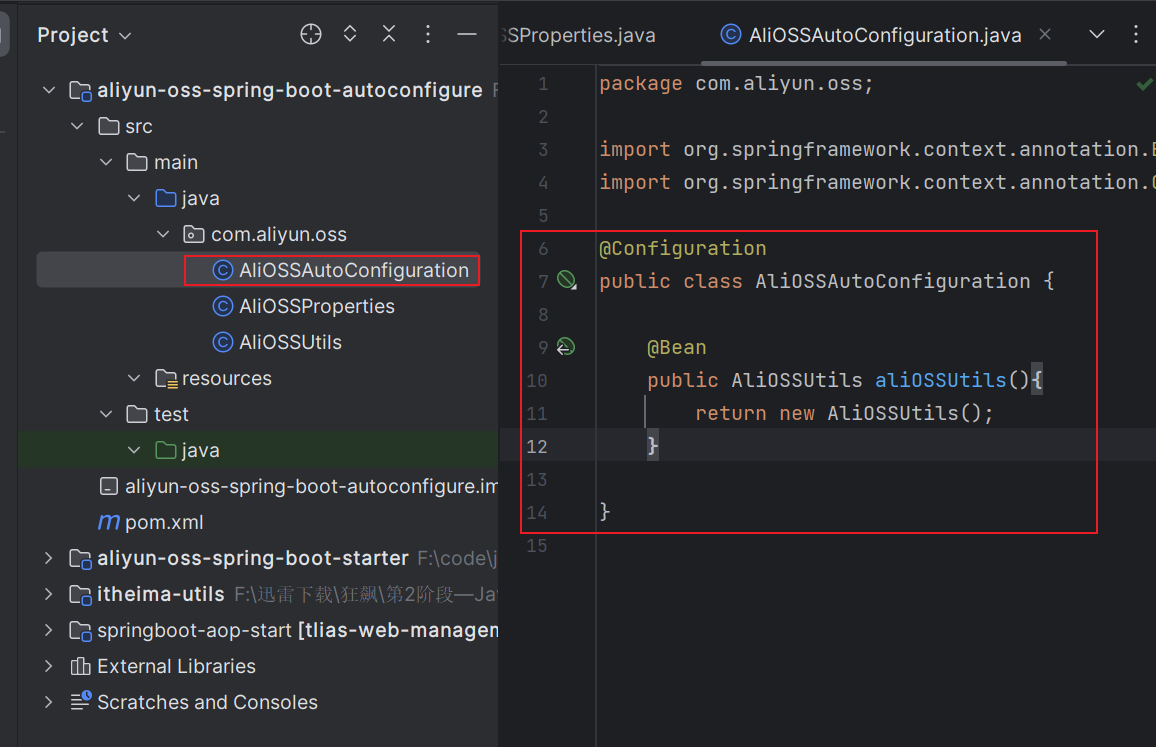 Project
aliyun-oss-spring-boot-autoconfigure
src
main
java
com.aliyun.oss
AliOSSAutoConfiguration
AliOSSProperties
AliOSSUtils
resources
test
java
aliyun-oss-spring-boot-autoconfigure.im
pom.xml
aliyun-oss-spring-boot-starter F:\code\j
itheima-utils F:\迅雷下载\狂飙\第2阶段—Jav
springboot-aop-start [tlias-web-managem
External Libraries
Scratches and Consoles
SProperties.java
AliOSSAutoConfiguration.java
1 package com.aliyun.oss;
2
3 import org.springframework.context.annotation.B
4 import org.springframework.context.annotation.C
5
6 @Configuration
7 public class AliOSSAutoConfiguration {
8
9 @Bean
10 public AliOSSUtils aliOSSUtils(){
11 return new AliOSSUtils();
12 }
13
14 }
15